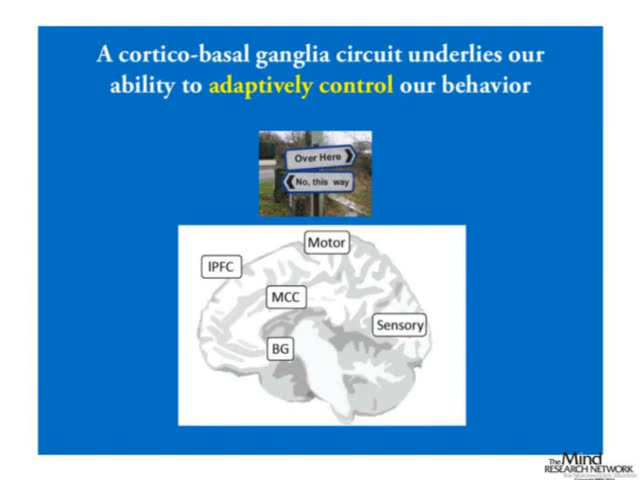 A cortico-basal ganglia circuit underlies our
ability to adaptively control our behavior
Over Here
No, this way
Motor
lPFC
MCC
Sensory
BG
The Mind
RESEARCH NETWORK